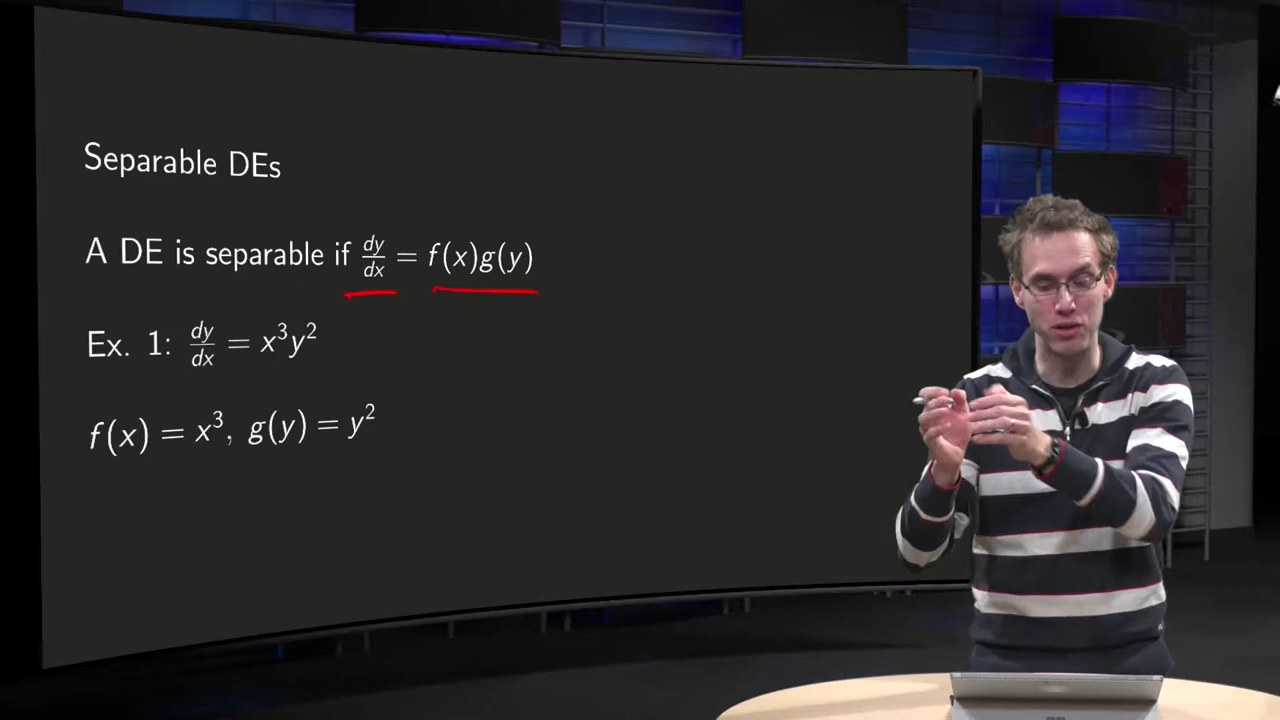 Separable DEs
A DE is separable if dy/dx = f(x)g(y)
Ex. 1: dy/dx = x³y²
f(x) = x³, g(y) = y²